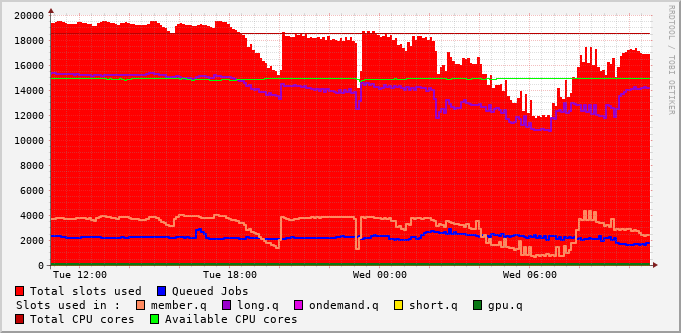 20000
18000
16000
14000
12000
10000
8000
6000
4000
2000
0
Tue 12:00 Tue 18:00 Wed 00:00 Wed 06:00
Total slots used Queued Jobs
Slots used in : member.q long.q ondemand.q short.q gpu.q
Total CPU cores Available CPU cores
RRDTOOL / TOBI OETIKER